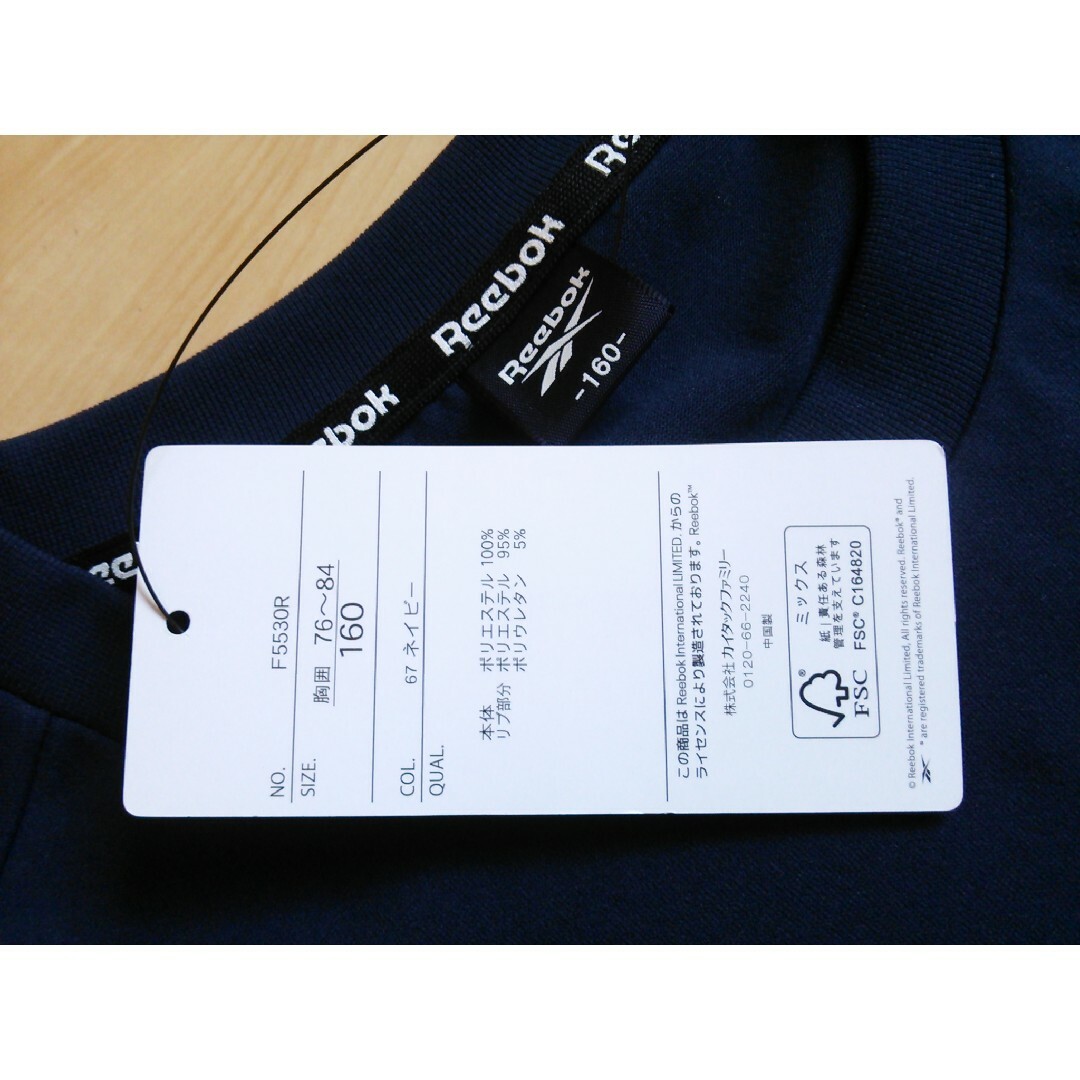 Reebok
Reebok
Reebok
-160-
NO. F5530R
SIZE. 胸囲 76～84
160
COL. 67 ネイビー
QUAL.
本体 ポリエステル 100%
リブ部分 ポリエステル 95%
ポリウレタン 5%
この商品は Reebok International LIMITED. からの
ライセンスにより製造されております。Reebok™
株式会社 カイタックファミリー
0120-66-2240
中国製
FSC
ミックス
紙｜責任ある森林
管理を支えています
FSC® C164820
© Reebok International Limited. All rights reserved. Reebok® and
® are registered trademarks of Reebok International Limited.